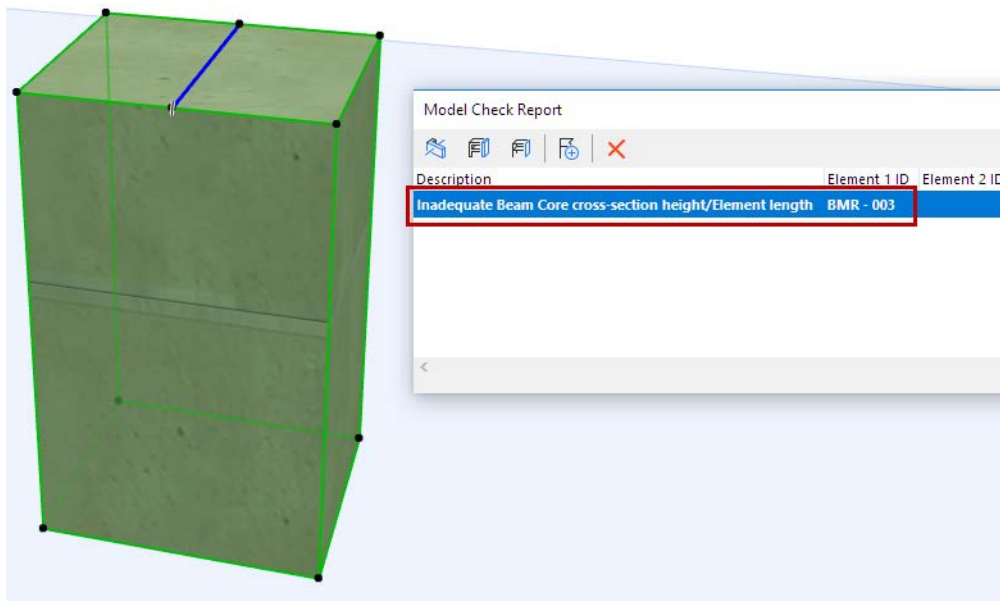 Model Check Report
Description Element 1 ID Element 2 ID
Inadequate Beam Core cross-section height/Element length BMR - 003